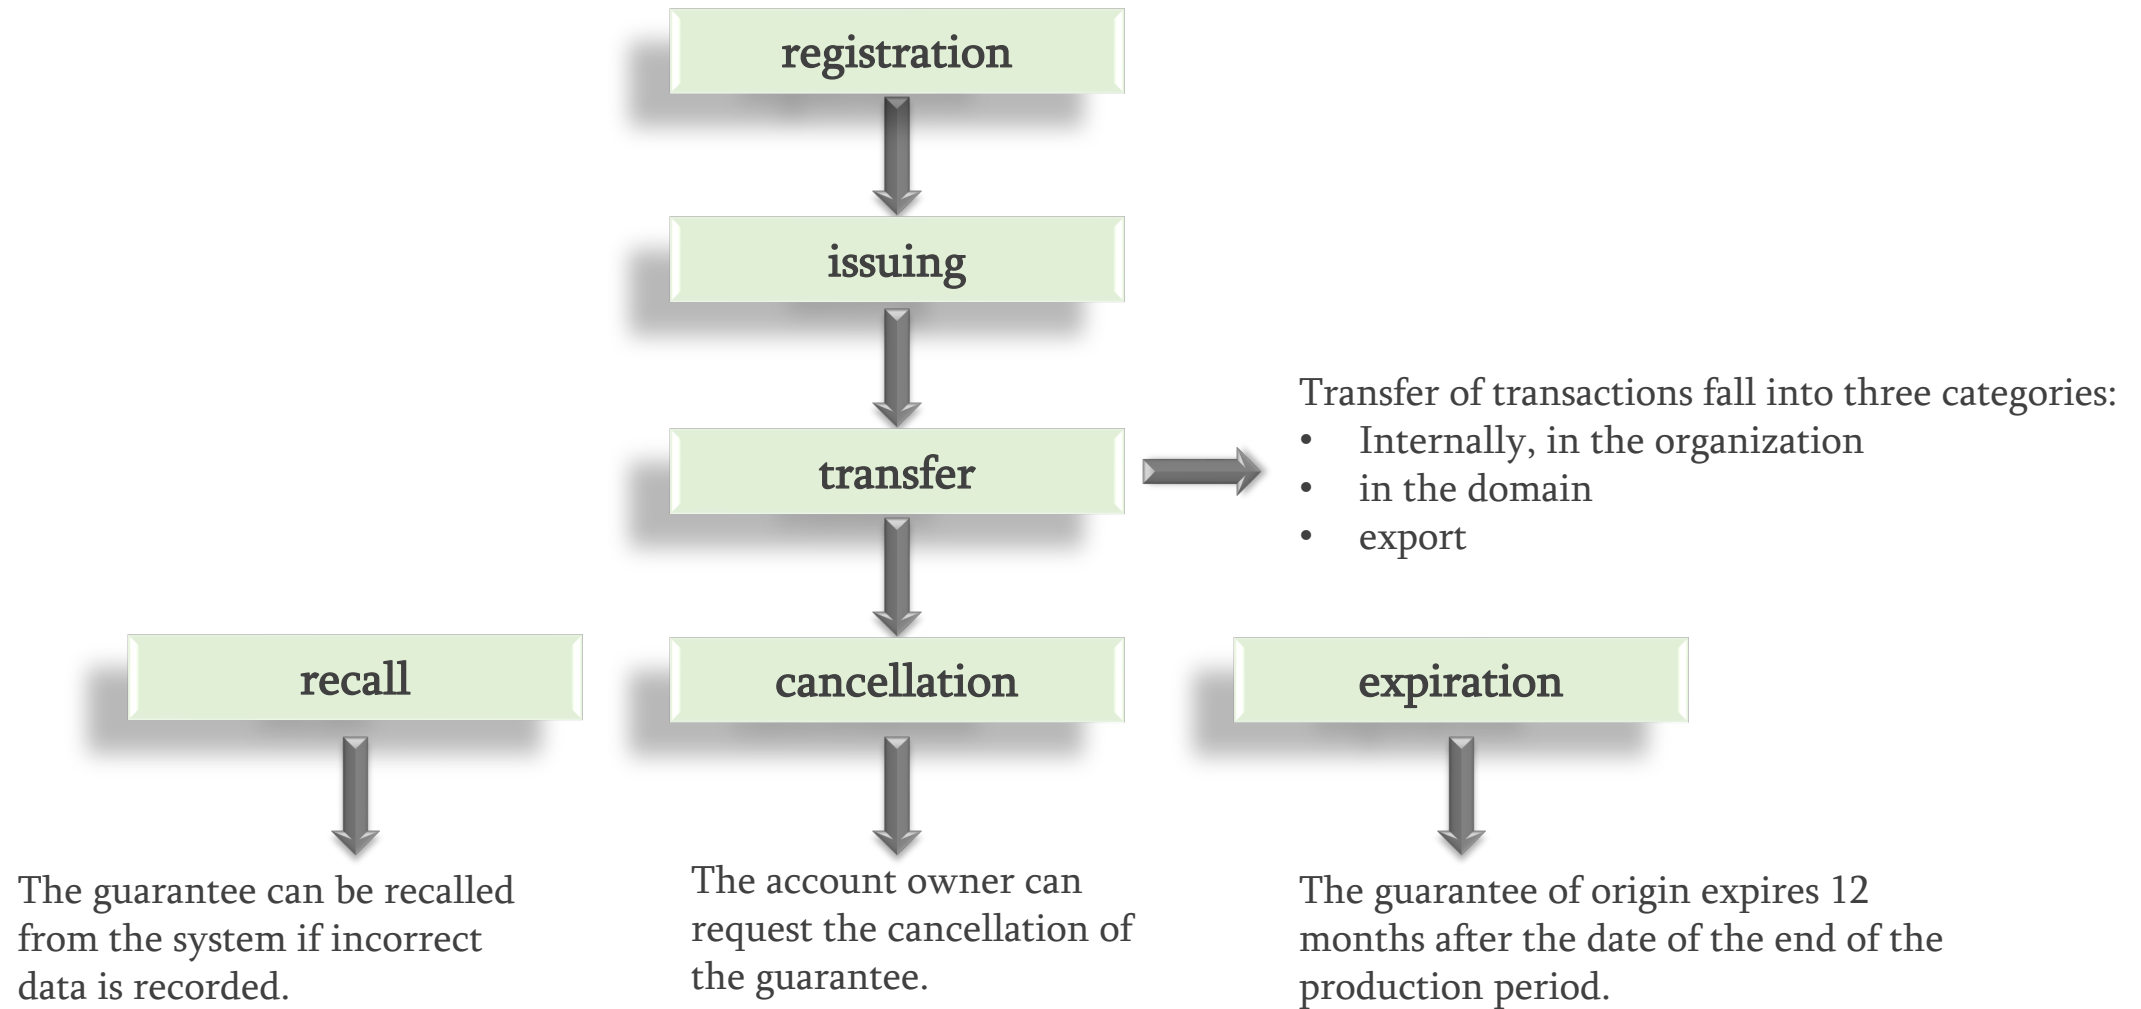 registration
issuing
transfer
Transfer of transactions fall into three categories:
• Internally, in the organization
• in the domain
• export
recall
cancellation
expiration
The guarantee can be recalled
from the system if incorrect
data is recorded.
The account owner can
request the cancellation of
the guarantee.
The guarantee of origin expires 12
months after the date of the end of the
production period.